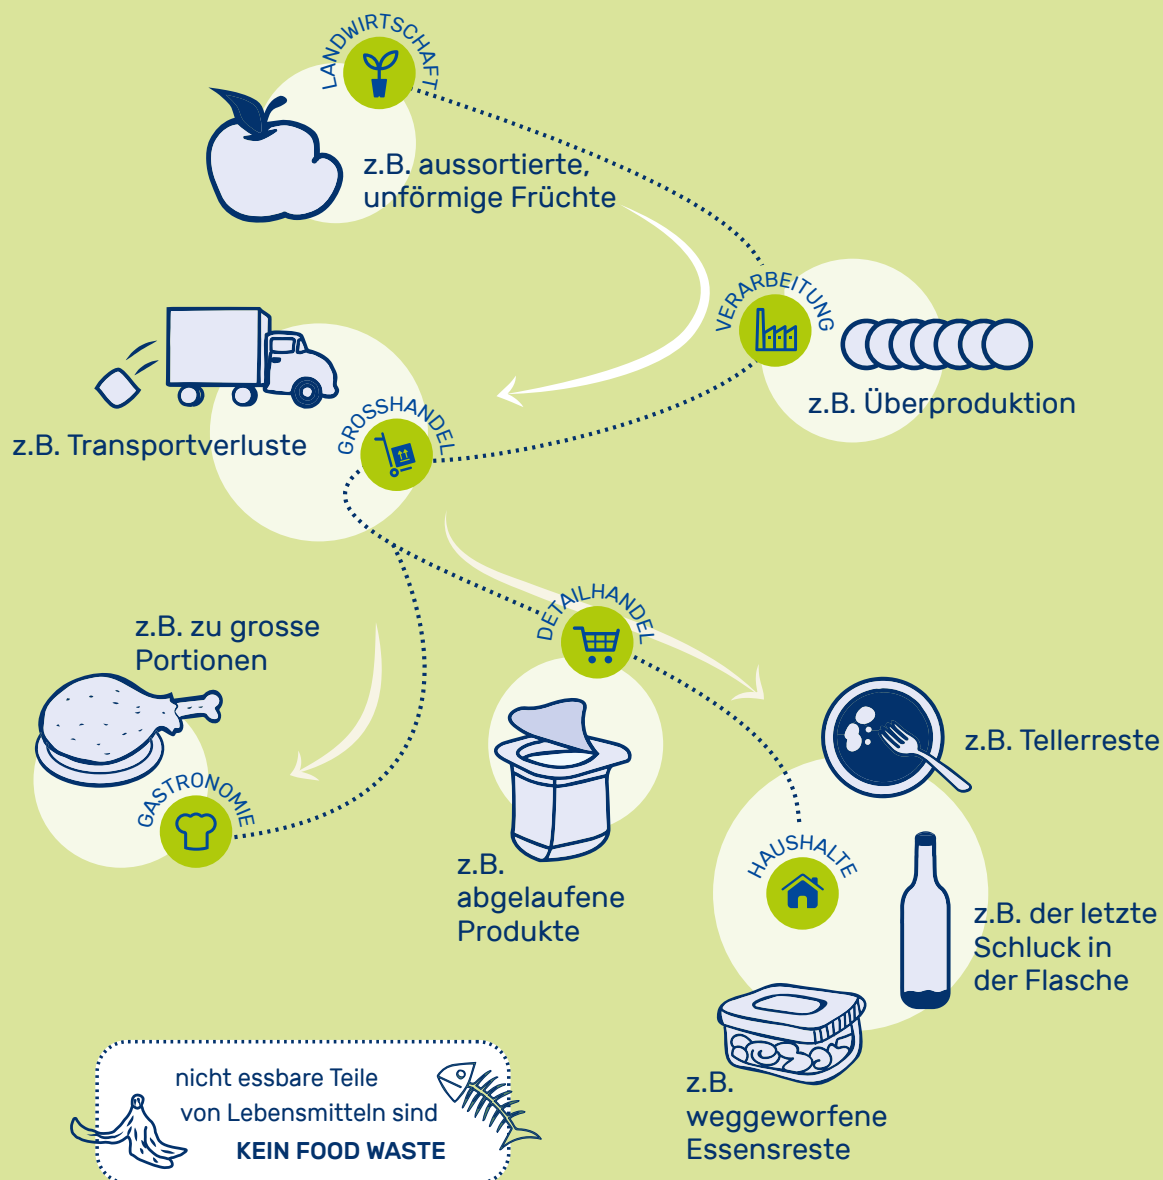 LANDWIRTSCHAFT
z.B. aussortierte,
unförmige Früchte
VERARBEITUNG
z.B. Überproduktion
GROSSHANDEL
z.B. Transportverluste
DETAILHANDEL
z.B. zu grosse
Portionen
GASTRONOMIE
z.B.
abgelaufene
Produkte
z.B. Tellerreste
HAUSHALTE
z.B. der letzte
Schluck in
der Flasche
z.B.
weggeworfene
Essensreste
nicht essbare Teile
von Lebensmitteln sind
KEIN FOOD WASTE